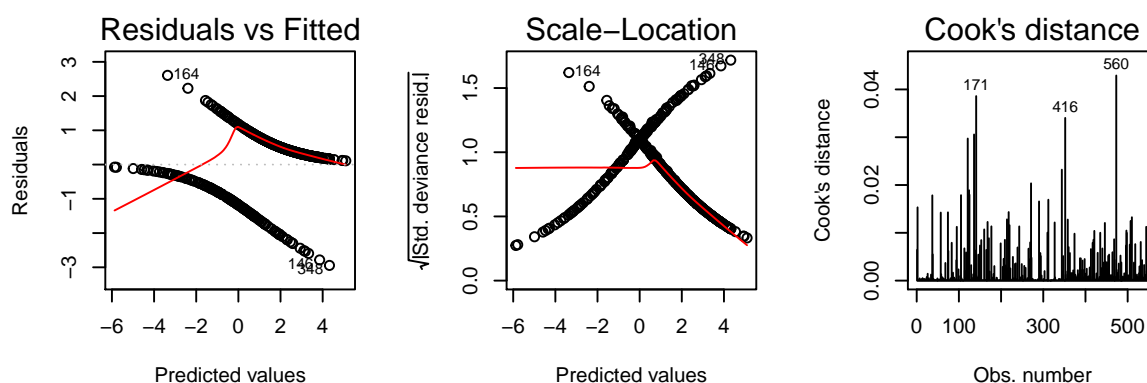 Residuals vs Fitted
Residuals
3
2
1
−1
−3
164
146
348
−6 −4 −2 0 2 4
Predicted values
Scale−Location
√|Std. deviance resid.|
1.5
1.0
0.5
0.0
164
348
146
−6 −4 −2 0 2 4
Predicted values
Cook's distance
Cook's distance
0.04
0.02
0.00
171
416
560
0 100 300 500
Obs. number